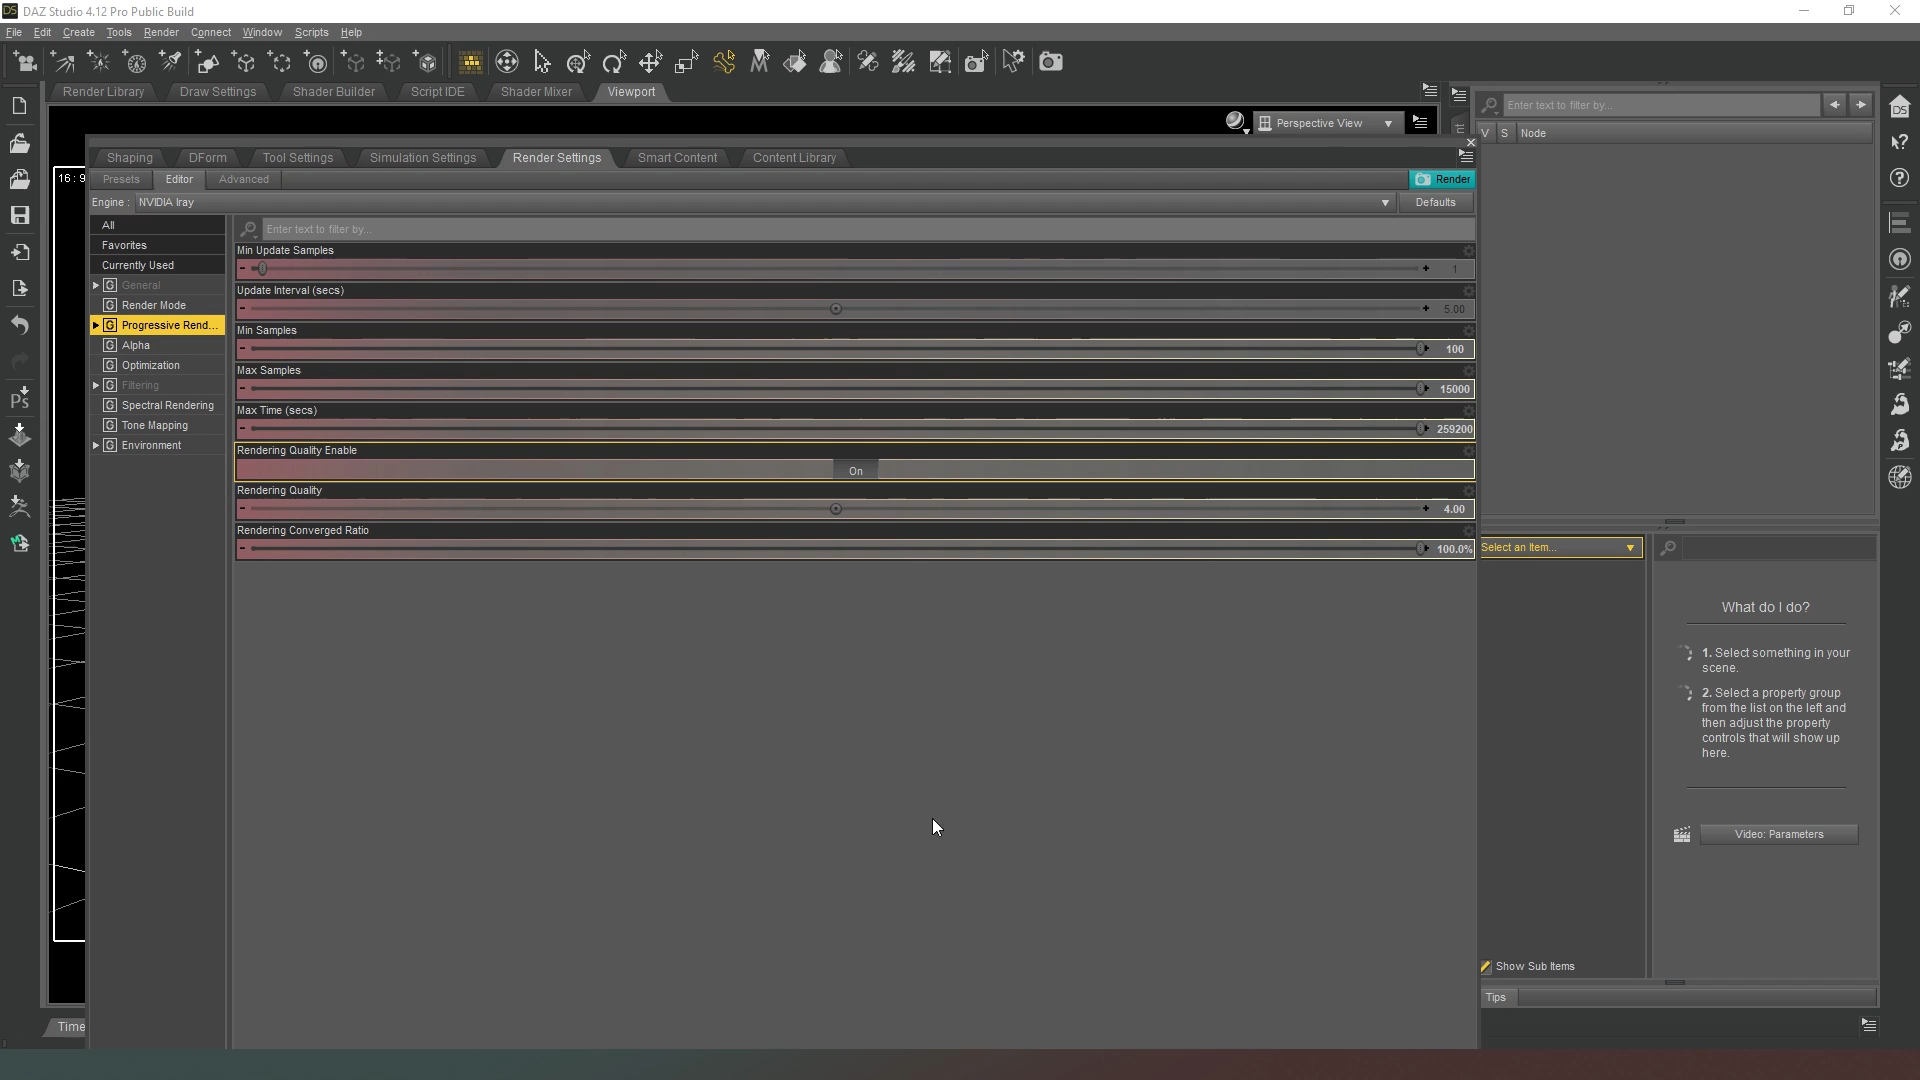 DAZ Studio 4.12 Pro Public Build
File Edit Create Tools Render Connect Window Scripts Help
Render Library Draw Settings Shader Builder Script IDE Shader Mixer Viewport
Enter text to filter by...
Perspective View
V S Node
16 : 9
Shaping DForm Tool Settings Simulation Settings Render Settings Smart Content Content Library
Presets Editor Advanced Render
Engine : NVIDIA Iray Defaults
All
Favorites
Currently Used
General
Render Mode
Progressive Rend...
Alpha
Optimization
Filtering
Spectral Rendering
Tone Mapping
Environment
Enter text to filter by...
Min Update Samples
1
Update Interval (secs)
5.00
Min Samples
100
Max Samples
15000
Max Time (secs)
259200
Rendering Quality Enable
On
Rendering Quality
4.00
Rendering Converged Ratio
100.0%
Select an Item...
What do I do?
1. Select something in your
scene.
2. Select a property group
from the list on the left and
then adjust the property
controls that will show up
here.
Video: Parameters
Show Sub Items
Tips
Time